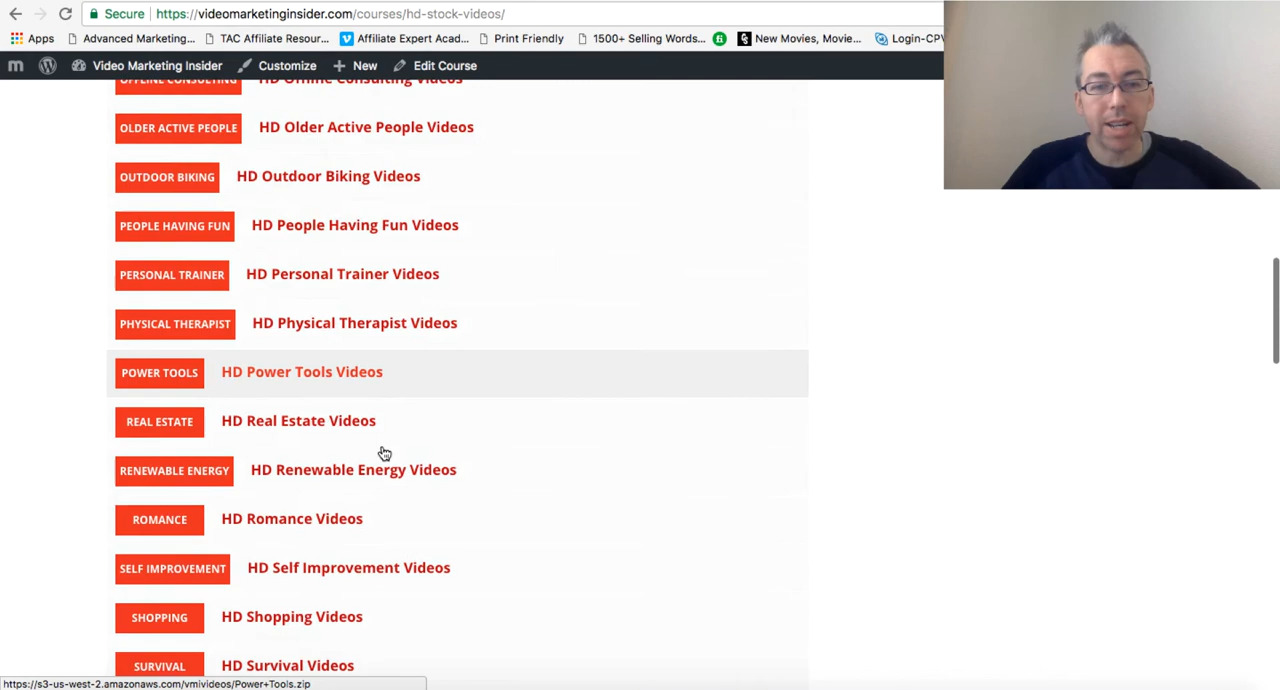 Secure https://videomarketinginsider.com/courses/hd-stock-videos/
Apps Advanced Marketing... TAC Affiliate Resour... Affiliate Expert Acad... Print Friendly 1500+ Selling Words... New Movies, Movie... Login-CPV
Video Marketing Insider Customize New Edit Course
OFFLINE CONSULTING HD Offline Consulting Videos
OLDER ACTIVE PEOPLE HD Older Active People Videos
OUTDOOR BIKING HD Outdoor Biking Videos
PEOPLE HAVING FUN HD People Having Fun Videos
PERSONAL TRAINER HD Personal Trainer Videos
PHYSICAL THERAPIST HD Physical Therapist Videos
POWER TOOLS HD Power Tools Videos
REAL ESTATE HD Real Estate Videos
RENEWABLE ENERGY HD Renewable Energy Videos
ROMANCE HD Romance Videos
SELF IMPROVEMENT HD Self Improvement Videos
SHOPPING HD Shopping Videos
SURVIVAL HD Survival Videos
https://s3-us-west-2.amazonaws.com/vmivideos/Power+Tools.zip